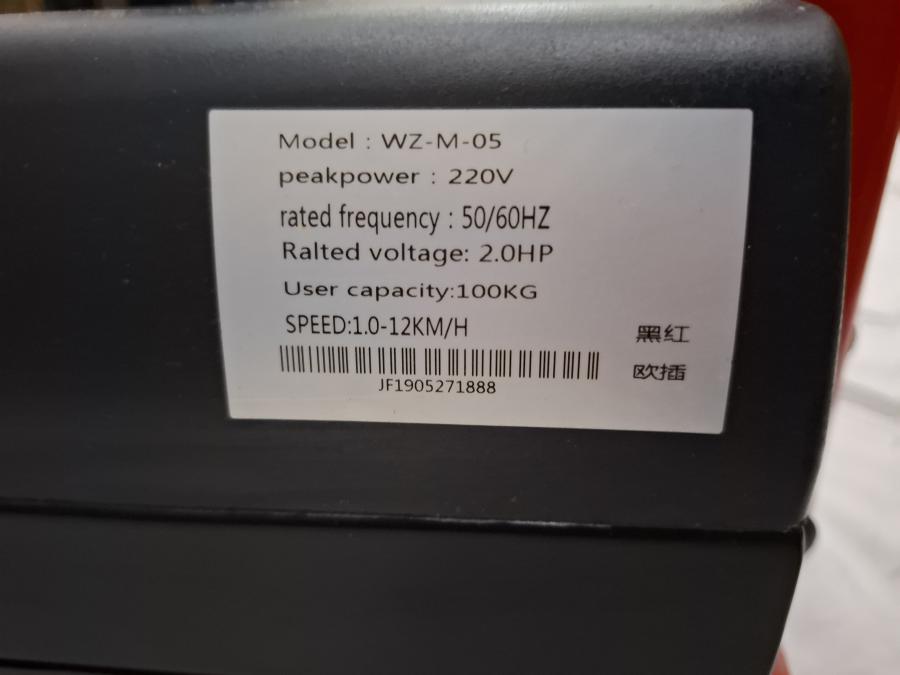 Model : WZ-M-05
peakpower : 220V
rated frequency : 50/60HZ
Ralted voltage: 2.0HP
User capacity:100KG
SPEED:1.0-12KM/H
黑红
欧插
JF1905271888